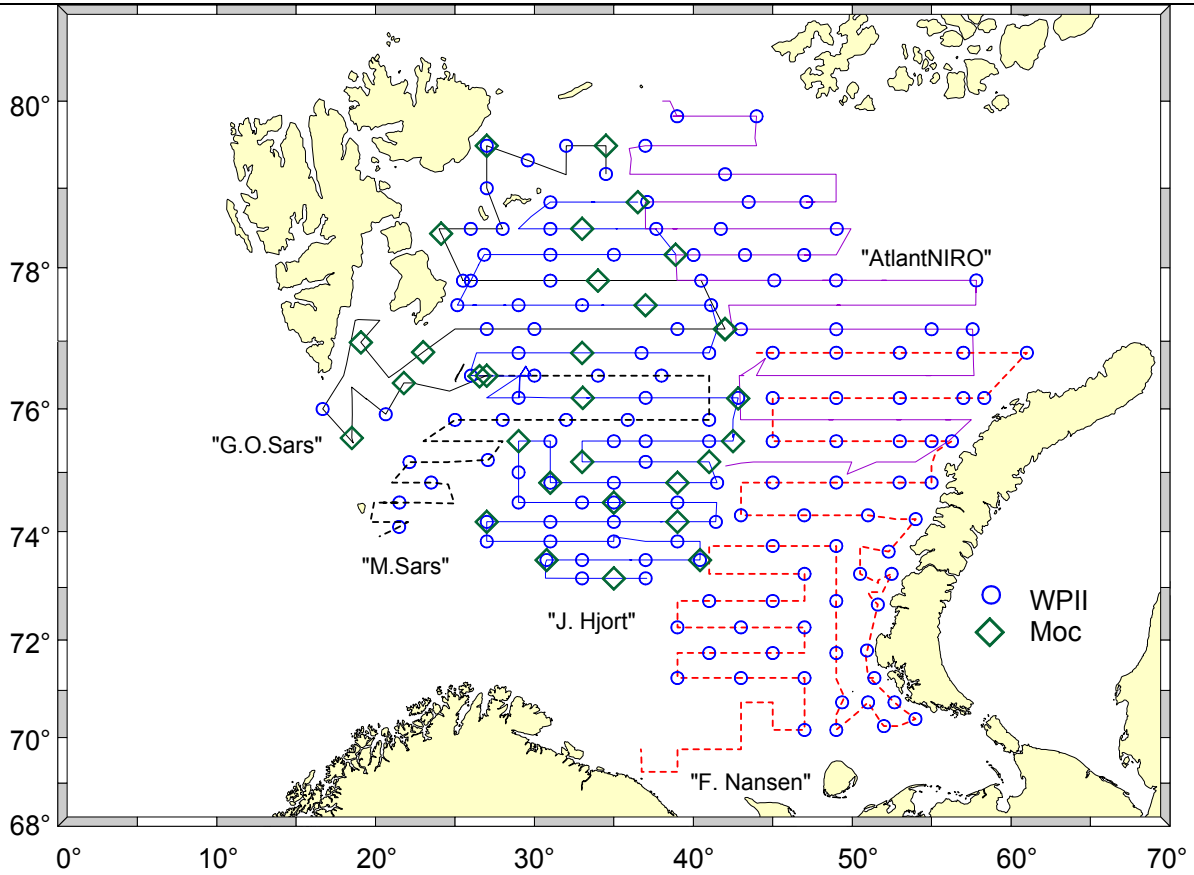 80°
78°
"AtlantNIRO"
76°
"G.O.Sars"
74°
"M.Sars"
WPII
"J. Hjort"
Moc
72°
70°
"F. Nansen"
68°
0° 10° 20° 30° 40° 50° 60° 70°